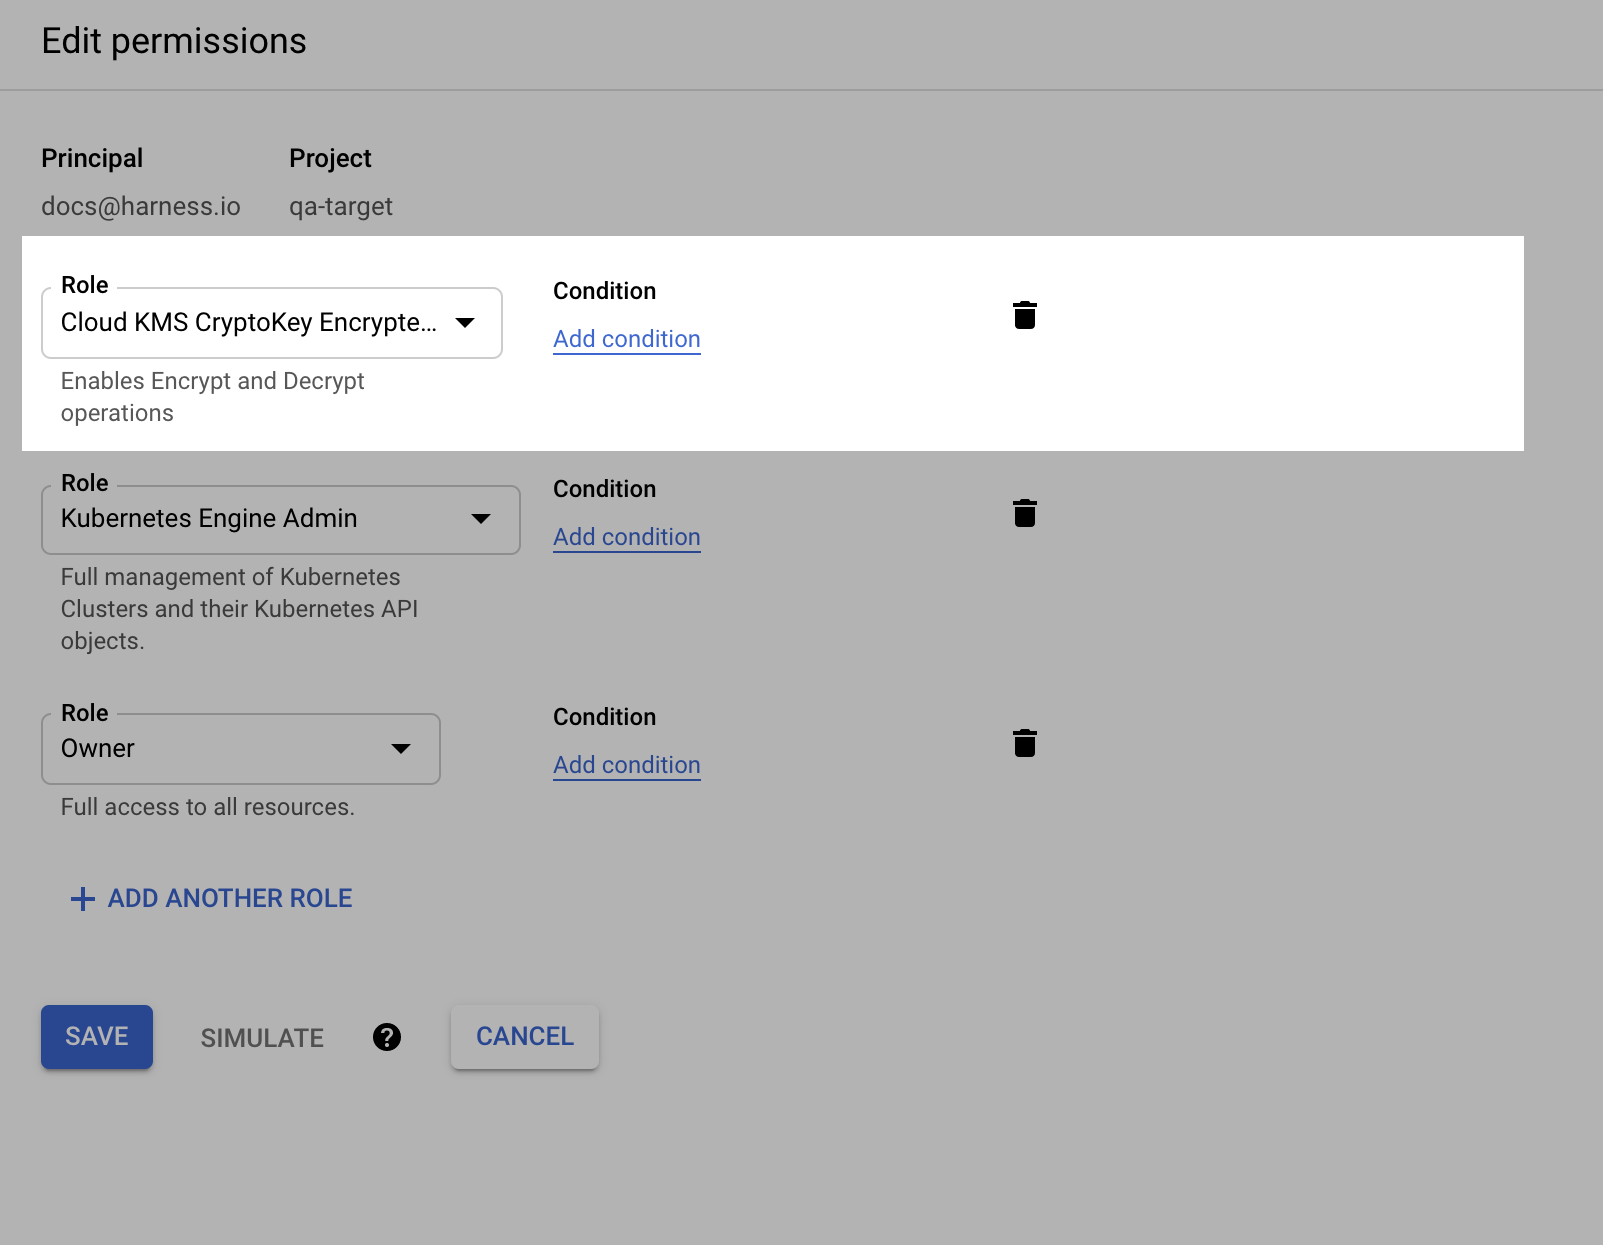 Edit permissions
Principal Project
docs@harness.io qa-target
Role
Cloud KMS CryptoKey Encrypte...
Enables Encrypt and Decrypt
operations
Condition
Add condition
Role
Kubernetes Engine Admin
Full management of Kubernetes
Clusters and their Kubernetes API
objects.
Condition
Add condition
Role
Owner
Full access to all resources.
Condition
Add condition
+ ADD ANOTHER ROLE
SAVE SIMULATE ? CANCEL